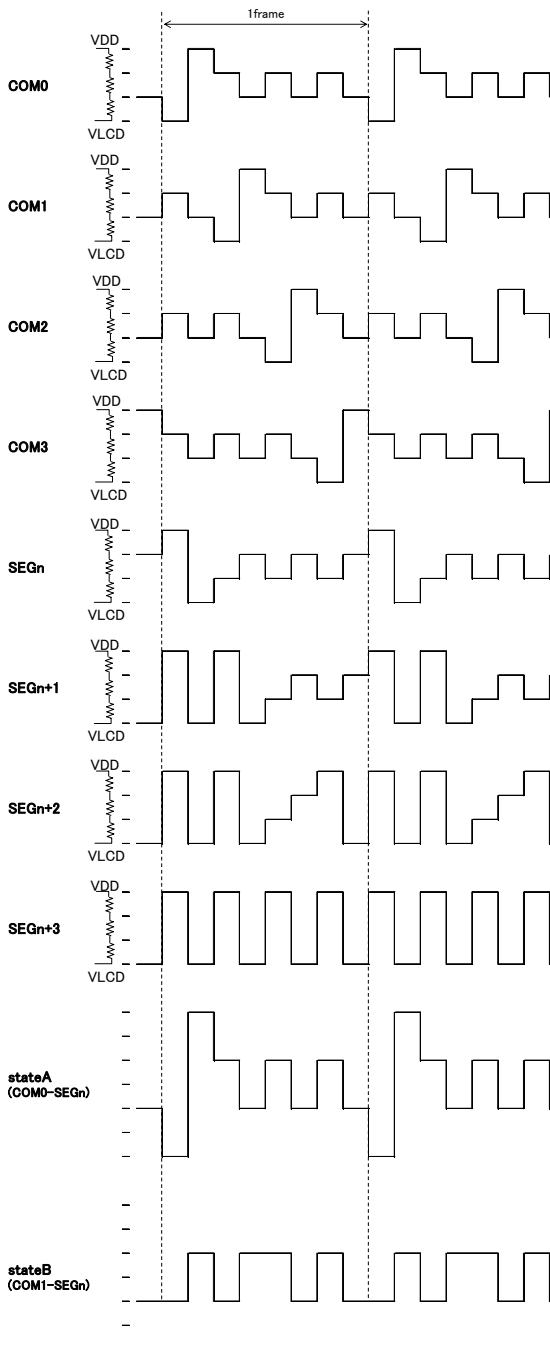 1frame
VDD
COM0
VLCD
VDD
COM1
VLCD
VDD
COM2
VLCD
VDD
COM3
VLCD
VDD
SEGn
VLCD
VDD
SEGn+1
VLCD
VDD
SEGn+2
VLCD
VDD
SEGn+3
VLCD
stateA
(COM0-SEGn)
stateB
(COM1-SEGn)